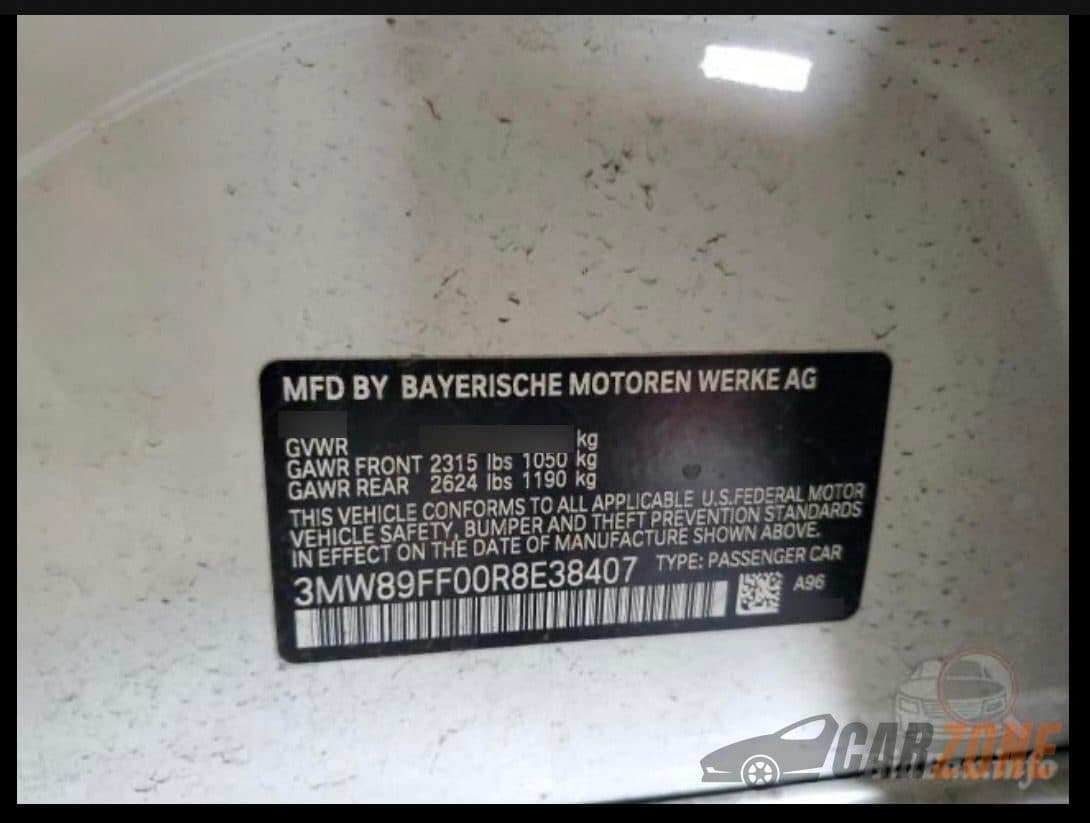 MFD BY BAYERISCHE MOTOREN WERKE AG
GVWR kg
GAWR FRONT 2315 lbs 1050 kg
GAWR REAR 2624 lbs 1190 kg
THIS VEHICLE CONFORMS TO ALL APPLICABLE U.S.FEDERAL MOTOR
VEHICLE SAFETY, BUMPER AND THEFT PREVENTION STANDARDS
IN EFFECT ON THE DATE OF MANUFACTURE SHOWN ABOVE.
3MW89FF00R8E38407 TYPE: PASSENGER CAR
A96
CARZONE